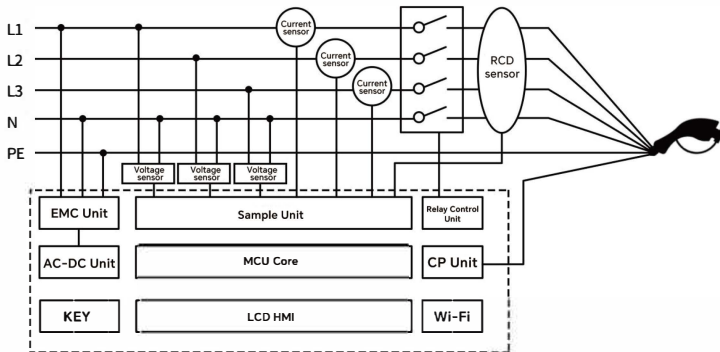 L1
Current
sensor
L2
Current
sensor
L3
Current
sensor
RCD
sensor
N
PE
Voltage
sensor
Voltage
sensor
Voltage
sensor
EMC Unit
Sample Unit
Relay Control
Unit
AC-DC Unit
MCU Core
CP Unit
KEY
LCD HMI
Wi-Fi